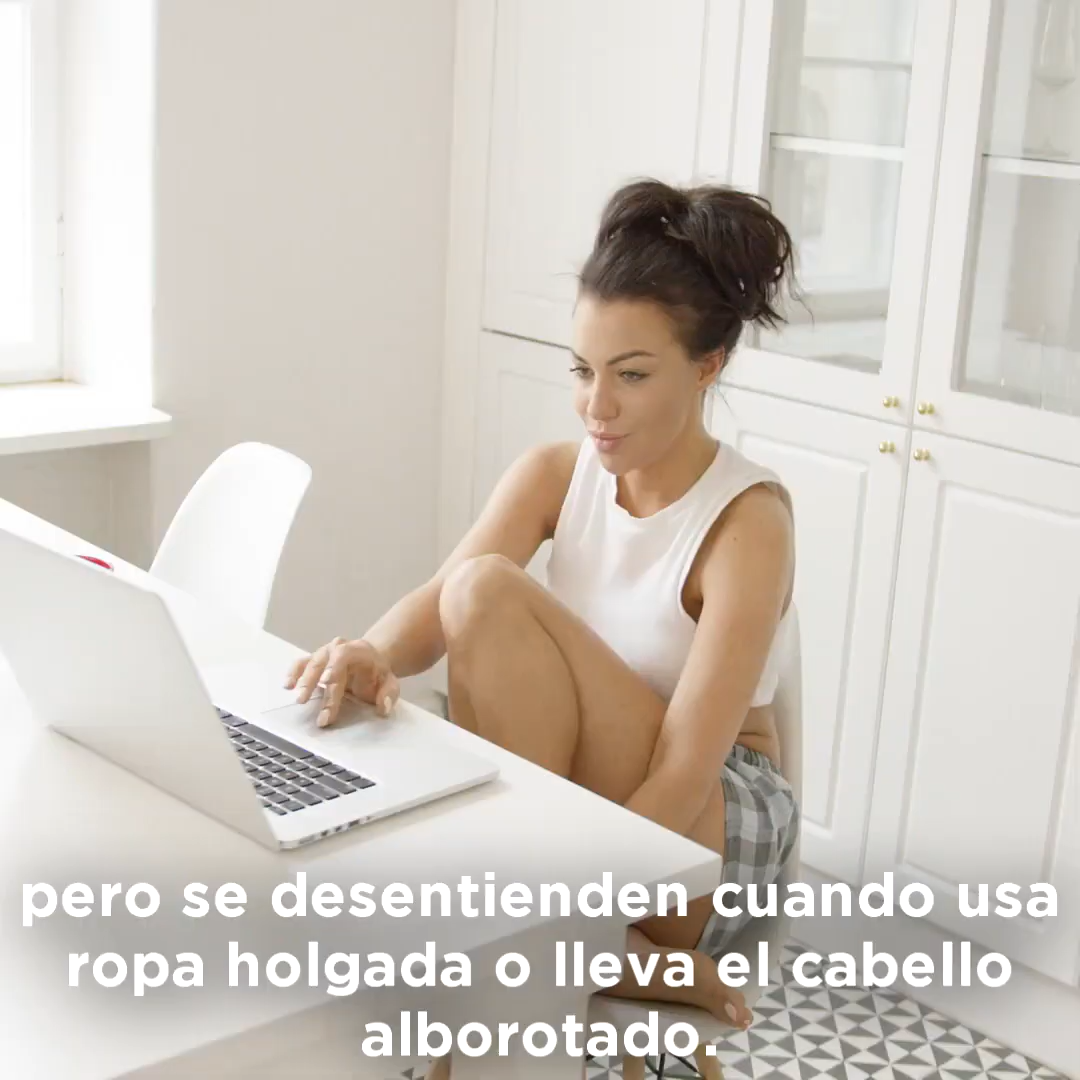 pero se desentienden cuando usa
ropa holgada o lleva el cabello
alborotado.